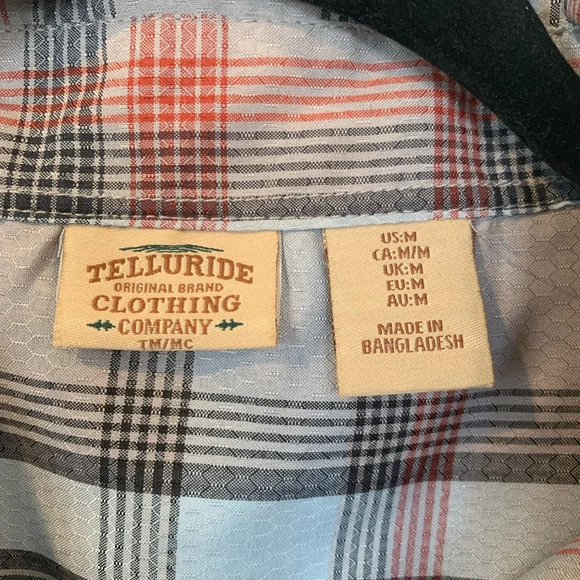 TELLURIDE
ORIGINAL BRAND
CLOTHING
COMPANY
TM/MC
US:M
CA:M/M
UK:M
EU:M
AU:M
MADE IN
BANGLADESH